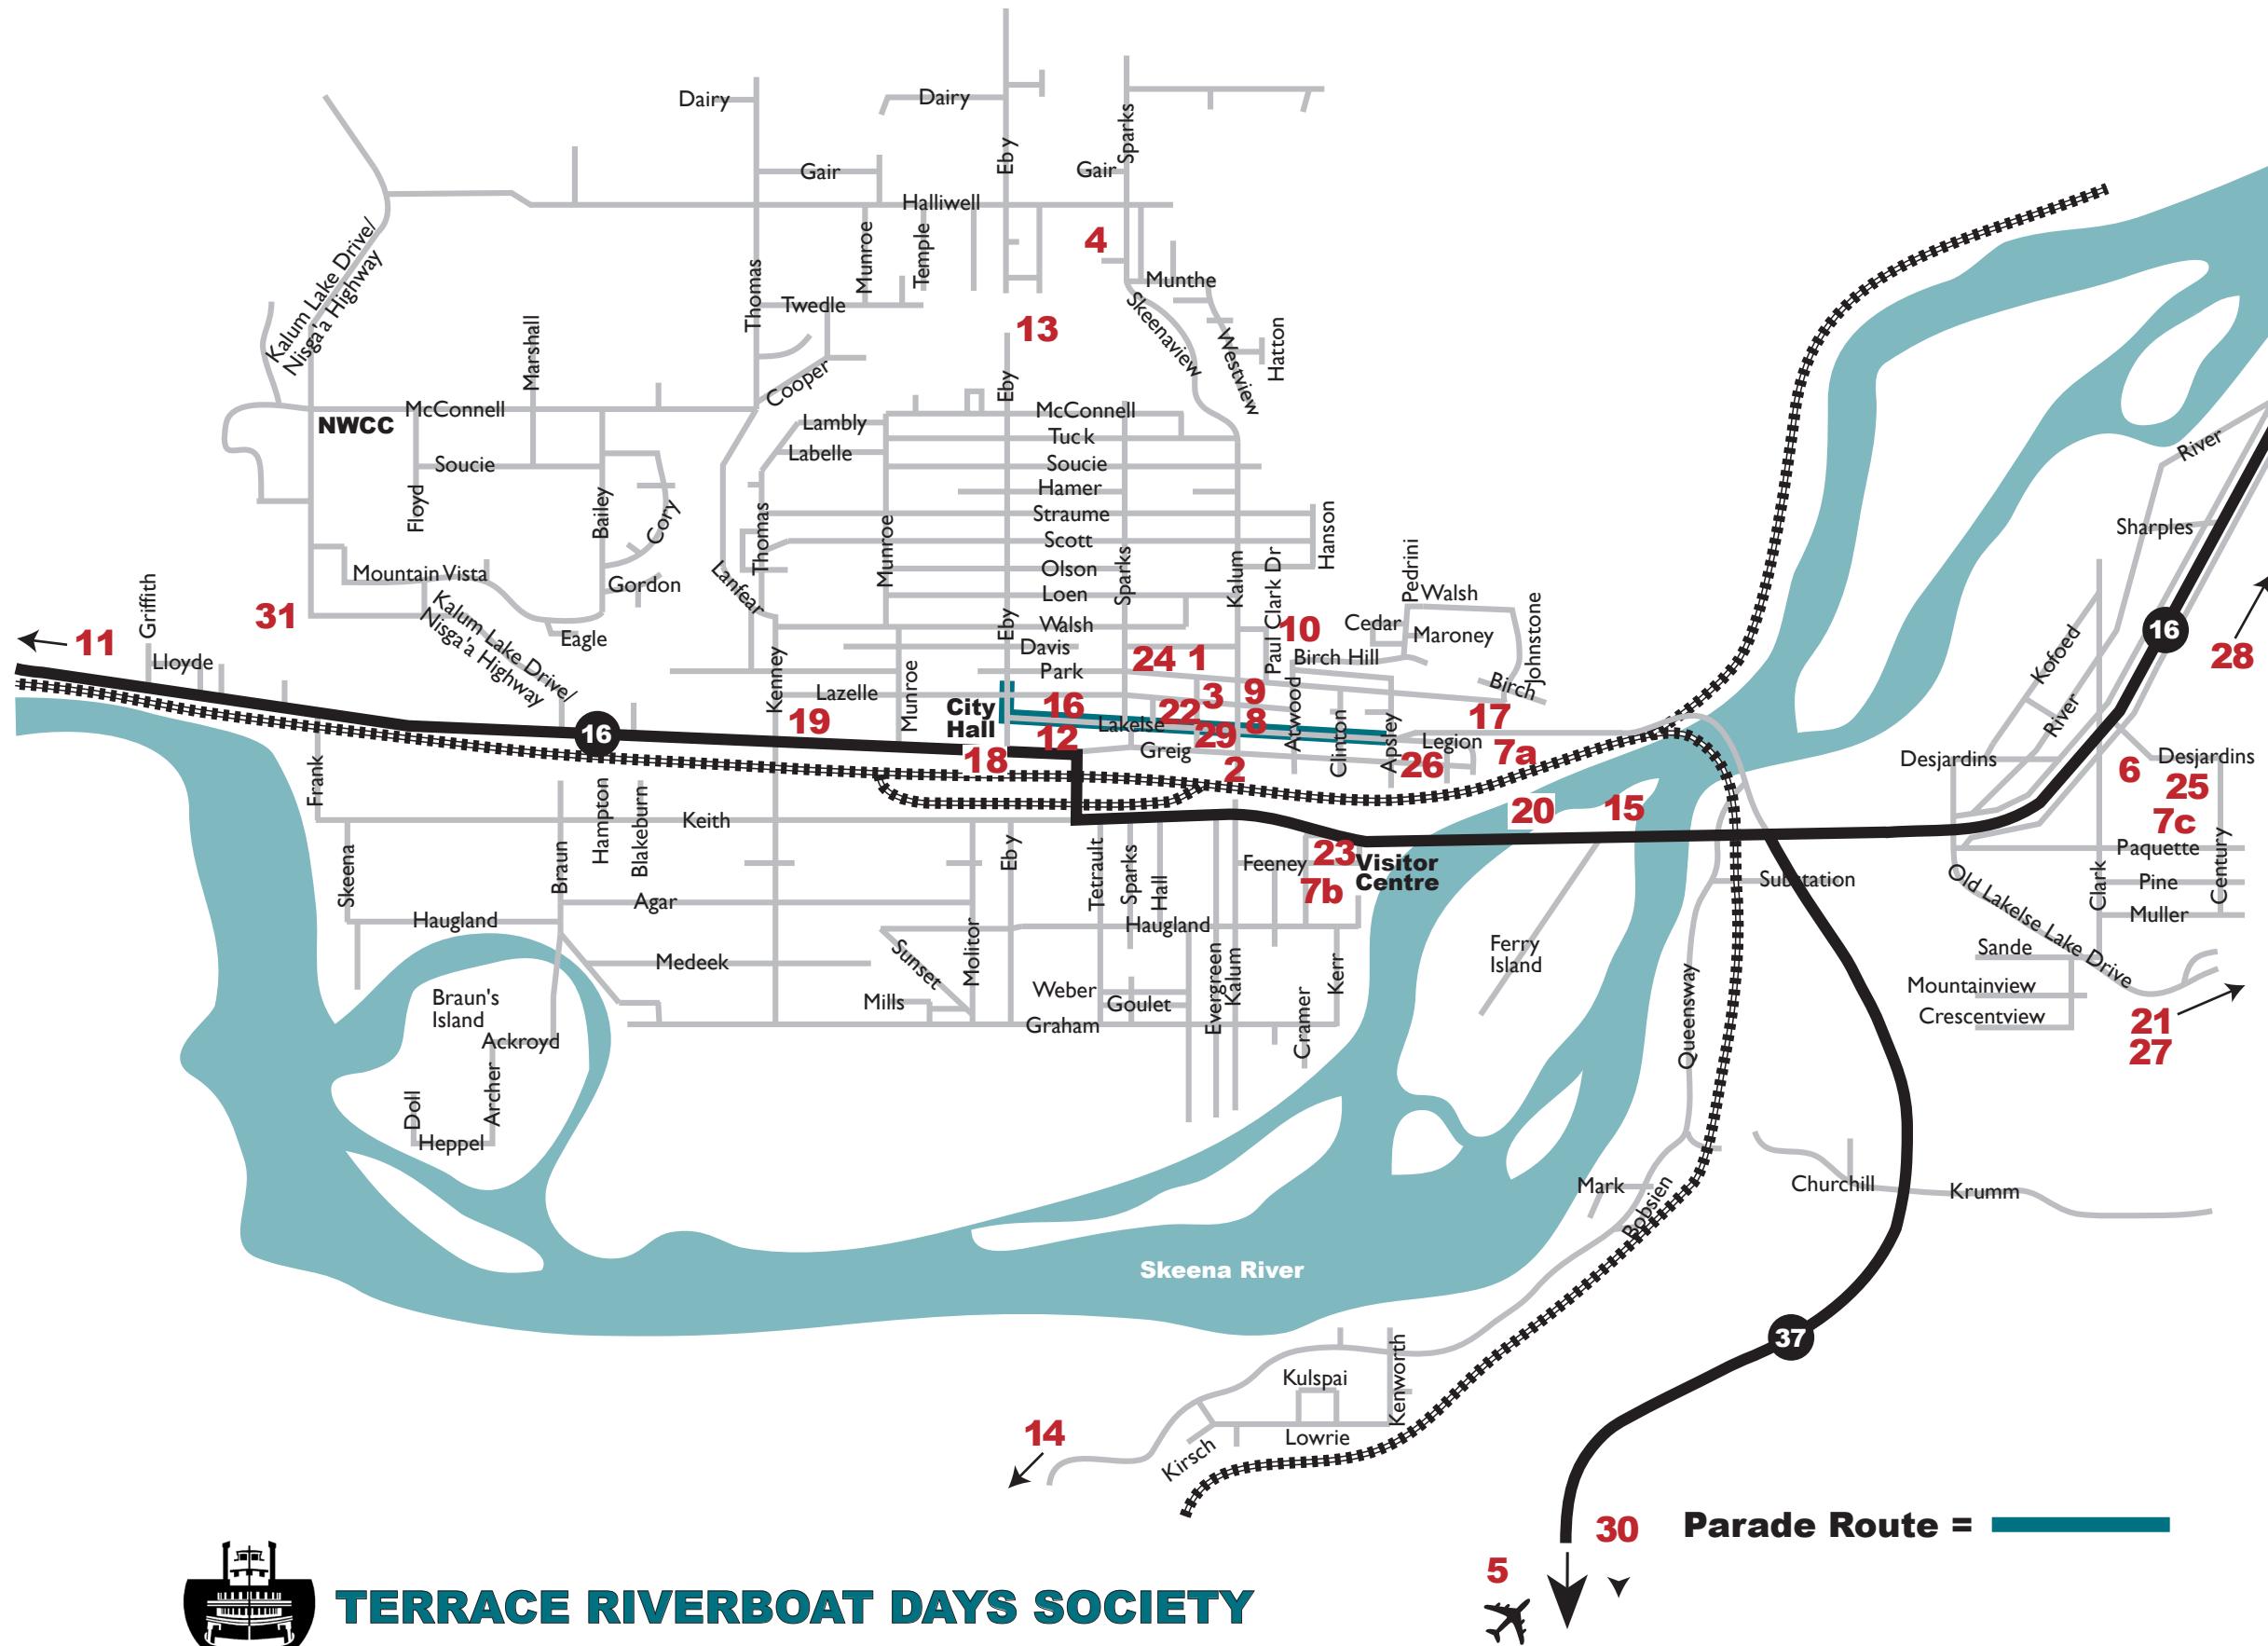 Dairy
Dairy
Eby
Sparks
Gair
Gair
Halliwell
Kalum Lake Drive/
Nisga'a Highway
Thomas
Munroe
Temple
4
Munthe
Twedle
13
Skeenaview
Westview
Hatton
Marshall
Cooper
Eby
NWCC
McConnell
McConnell
Lambly
Tuck
Labelle
Soucie
Soucie
Hamer
Floyd
Bailey
Cory
Straume
Scott
Thomas
Munroe
Olson
Sparks
Kalum
Hanson
Loen
Lanfear
Mountain Vista
Gordon
Griffith
31
Kalum Lake Drive/
Nisga'a Highway
Eagle
Eby
Walsh
Davis
Park
Paul Clark Dr
10
Pedrini
Walsh
Cedar
Maroney
Johnstone
Birch Hill
Birch
11
Lloyde
24
1
Kenney
Lazelle
Munroe
City
Hall
16
3
9
22
8
Lakelse
29
12
Greig
2
Atwood
Clinton
Apsley
Legion
17
7a
26
19
18
16
River
Sharples
16
Kofoed
River
28
Desjardins
Desjardins
6
25
7c
Paquette
Century
Clark
Pine
Muller
Frank
Hampton
Blakeburn
Keith
20
15
Skeena
Braun
Eby
Tetrault
Sparks
Hall
Feeney
23
Visitor
Centre
7b
Agar
Haugland
Haugland
Substation
Old Lakelse Lake Drive
Medeek
Sunset
Molitor
Evergreen
Kalum
Kerr
Ferry
Island
Queensway
Sande
Mountainview
Crescentview
Braun's
Island
Mills
Weber
Goulet
Graham
Cramer
21
27
Ackroyd
Archer
Doll
Heppel
Mark
Bobsien
Churchill
Krumm
Skeena River
37
Kulspai
Kenworth
14
Kirsch
Lowrie
30
Parade Route =
5
TERRACE RIVERBOAT DAYS SOCIETY